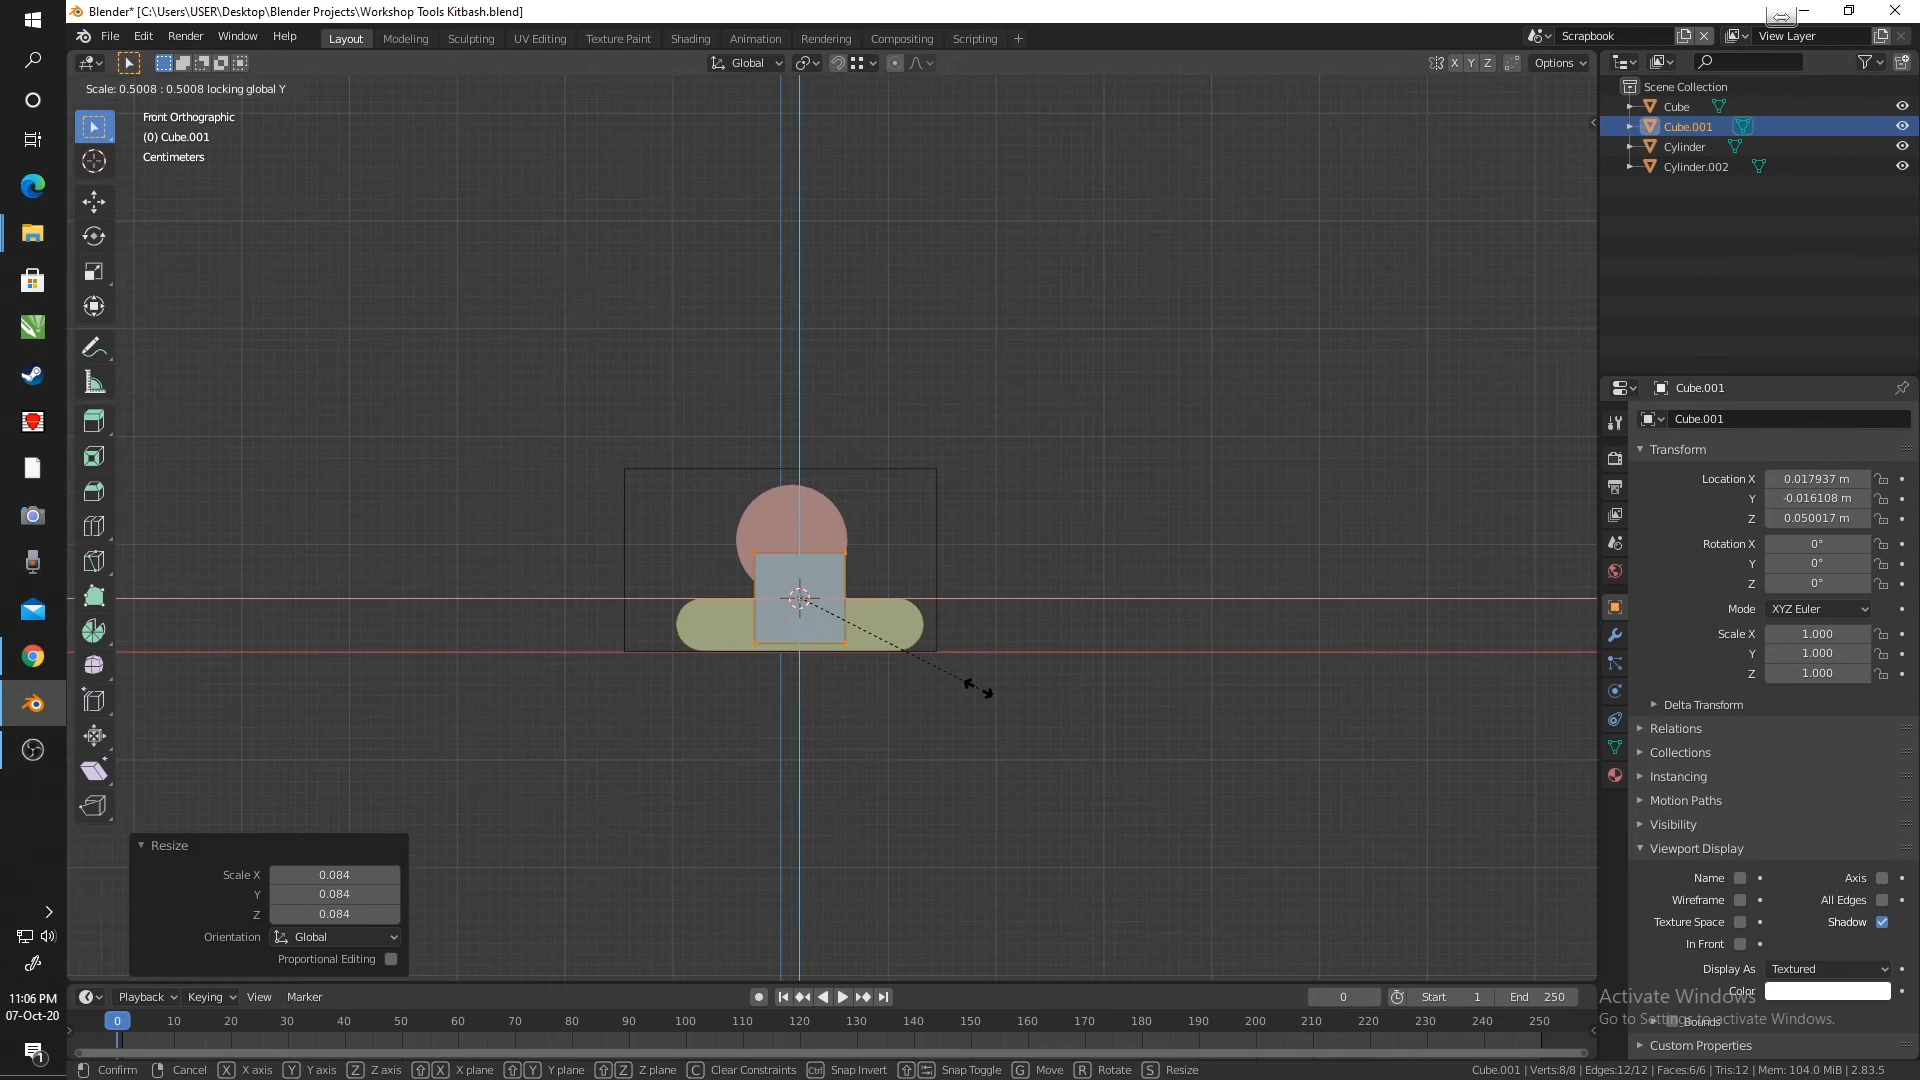 Blender* [C:\Users\USER\Desktop\Blender Projects\Workshop Tools Kitbash.blend]
File Edit Render Window Help Layout Modeling Sculpting UV Editing Texture Paint Shading Animation Rendering Compositing Scripting + Scrapbook View Layer
Global X Y Z Options
Scale: 0.5008 : 0.5008 locking global Y
Front Orthographic
(0) Cube.001
Centimeters
Scene Collection
Cube
Cube.001
Cylinder
Cylinder.002
Cube.001
Cube.001
Transform
Location X 0.017937 m
Y -0.016108 m
Z 0.050017 m
Rotation X 0°
Y 0°
Z 0°
Mode XYZ Euler
Scale X 1.000
Y 1.000
Z 1.000
Delta Transform
Relations
Collections
Instancing
Motion Paths
Visibility
Viewport Display
Name Axis
Wireframe All Edges
Texture Space Shadow
In Front
Display As Textured
Color
Bounds
Custom Properties
Activate Windows
Go to Settings to activate Windows.
Resize
Scale X 0.084
Y 0.084
Z 0.084
Orientation Global
Proportional Editing
Playback Keying View Marker 0 Start 1 End 250
0 10 20 30 40 50 60 70 80 90 100 110 120 130 140 150 160 170 180 190 200 210 220 230 240 250
Confirm Cancel X X axis Y Y axis Z Z axis X X plane Y Y plane Z Z plane C Clear Constraints Ctrl Snap Invert Snap Toggle G Move R Rotate S Resize
Cube.001 | Verts:8/8 | Edges:12/12 | Faces:6/6 | Tris:12 | Mem: 104.0 MiB | 2.83.5
11:06 PM
07-Oct-20
1